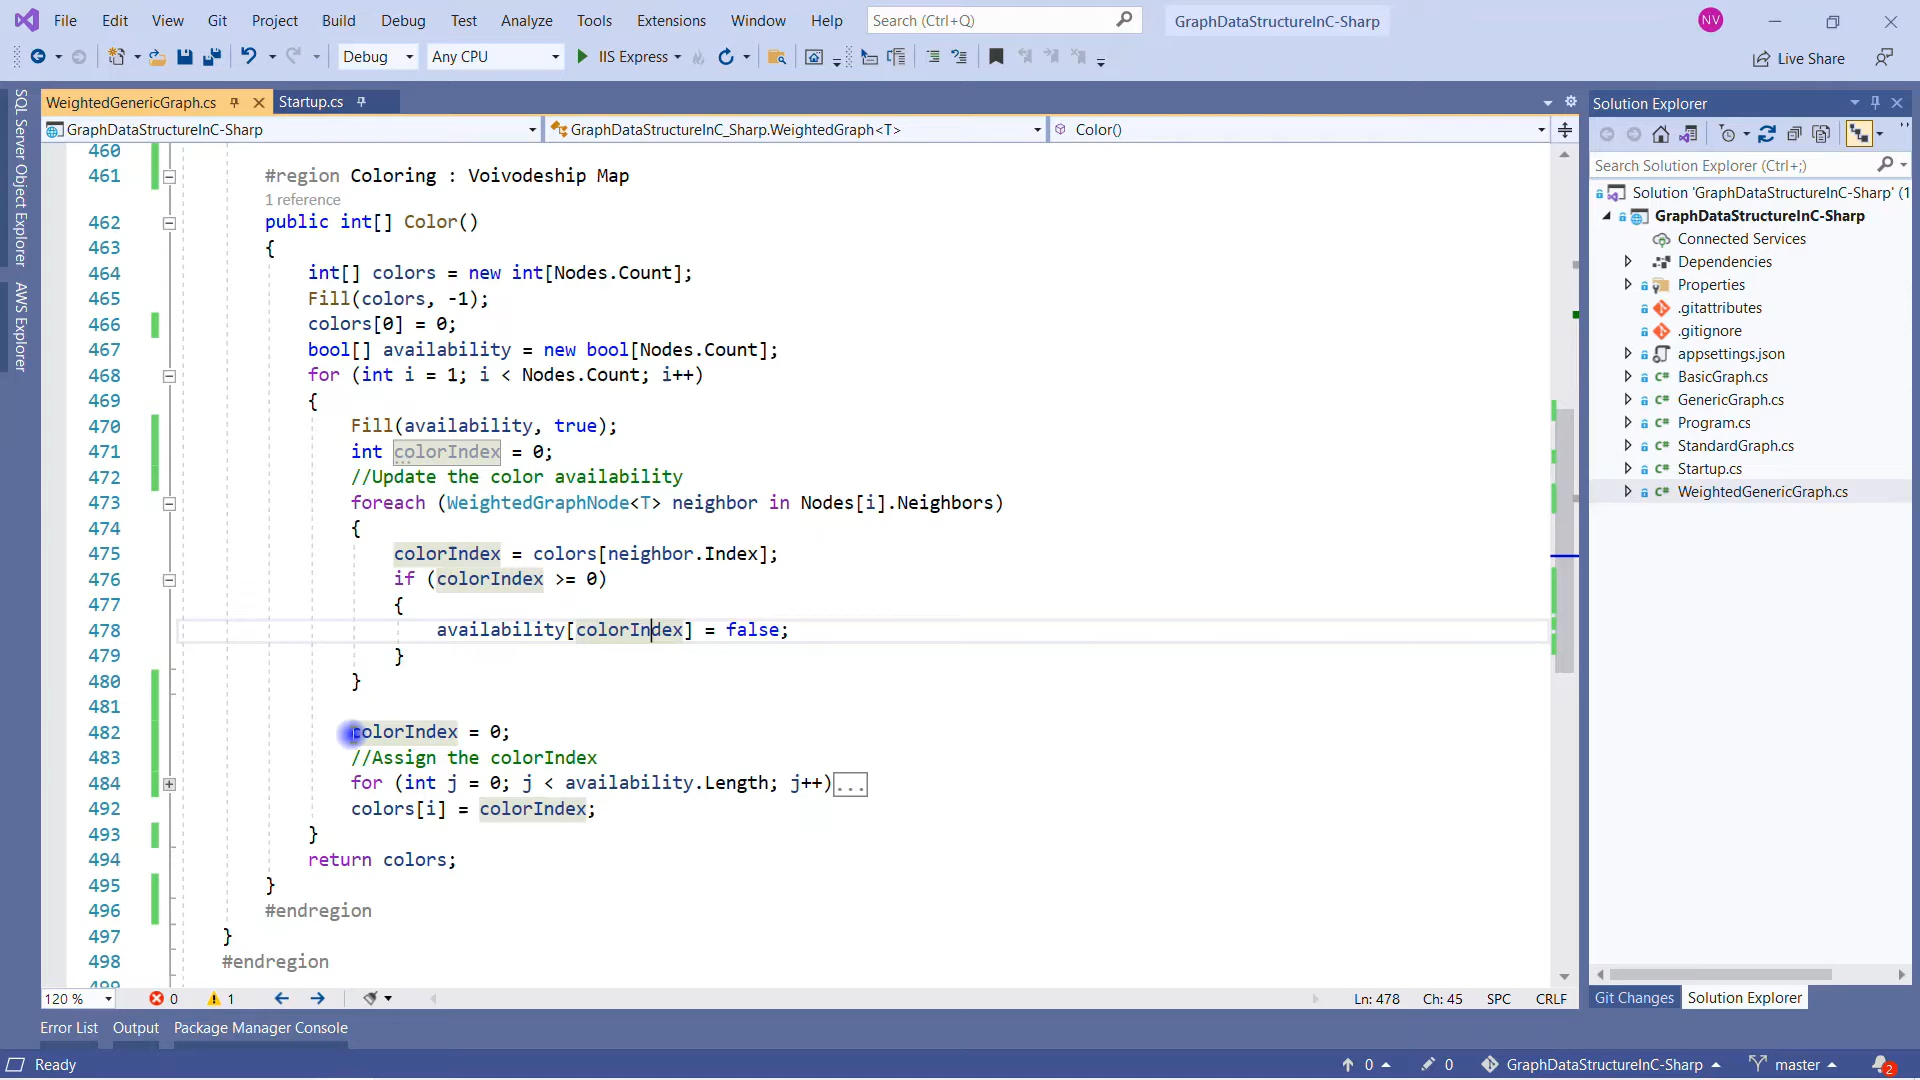 File Edit View Git Project Build Debug Test Analyze Tools Extensions Window Help Search (Ctrl+Q) GraphDataStructureInC-Sharp NV
Debug Any CPU IIS Express Live Share
WeightedGenericGraph.cs Startup.cs
GraphDataStructureInC-Sharp GraphDataStructureInC_Sharp.WeightedGraph<T> Color()
SQL Server Object Explorer
AWS Explorer
460
461 #region Coloring : Voivodeship Map
1 reference
462 public int[] Color()
463 {
464 int[] colors = new int[Nodes.Count];
465 Fill(colors, -1);
466 colors[0] = 0;
467 bool[] availability = new bool[Nodes.Count];
468 for (int i = 1; i < Nodes.Count; i++)
469 {
470 Fill(availability, true);
471 int colorIndex = 0;
472 //Update the color availability
473 foreach (WeightedGraphNode<T> neighbor in Nodes[i].Neighbors)
474 {
475 colorIndex = colors[neighbor.Index];
476 if (colorIndex >= 0)
477 {
478 availability[colorIndex] = false;
479 }
480 }
481
482 colorIndex = 0;
483 //Assign the colorIndex
484 for (int j = 0; j < availability.Length; j++)...
492 colors[i] = colorIndex;
493 }
494 return colors;
495 }
496 #endregion
497 }
498 #endregion
499
120 % 0 1 Ln: 478 Ch: 45 SPC CRLF
Error List Output Package Manager Console
Solution Explorer
Search Solution Explorer (Ctrl+;)
Solution 'GraphDataStructureInC-Sharp' (1
GraphDataStructureInC-Sharp
Connected Services
Dependencies
Properties
.gitattributes
.gitignore
appsettings.json
C# BasicGraph.cs
C# GenericGraph.cs
C# Program.cs
C# StandardGraph.cs
C# Startup.cs
C# WeightedGenericGraph.cs
Git Changes Solution Explorer
Ready 0 0 GraphDataStructureInC-Sharp master 2